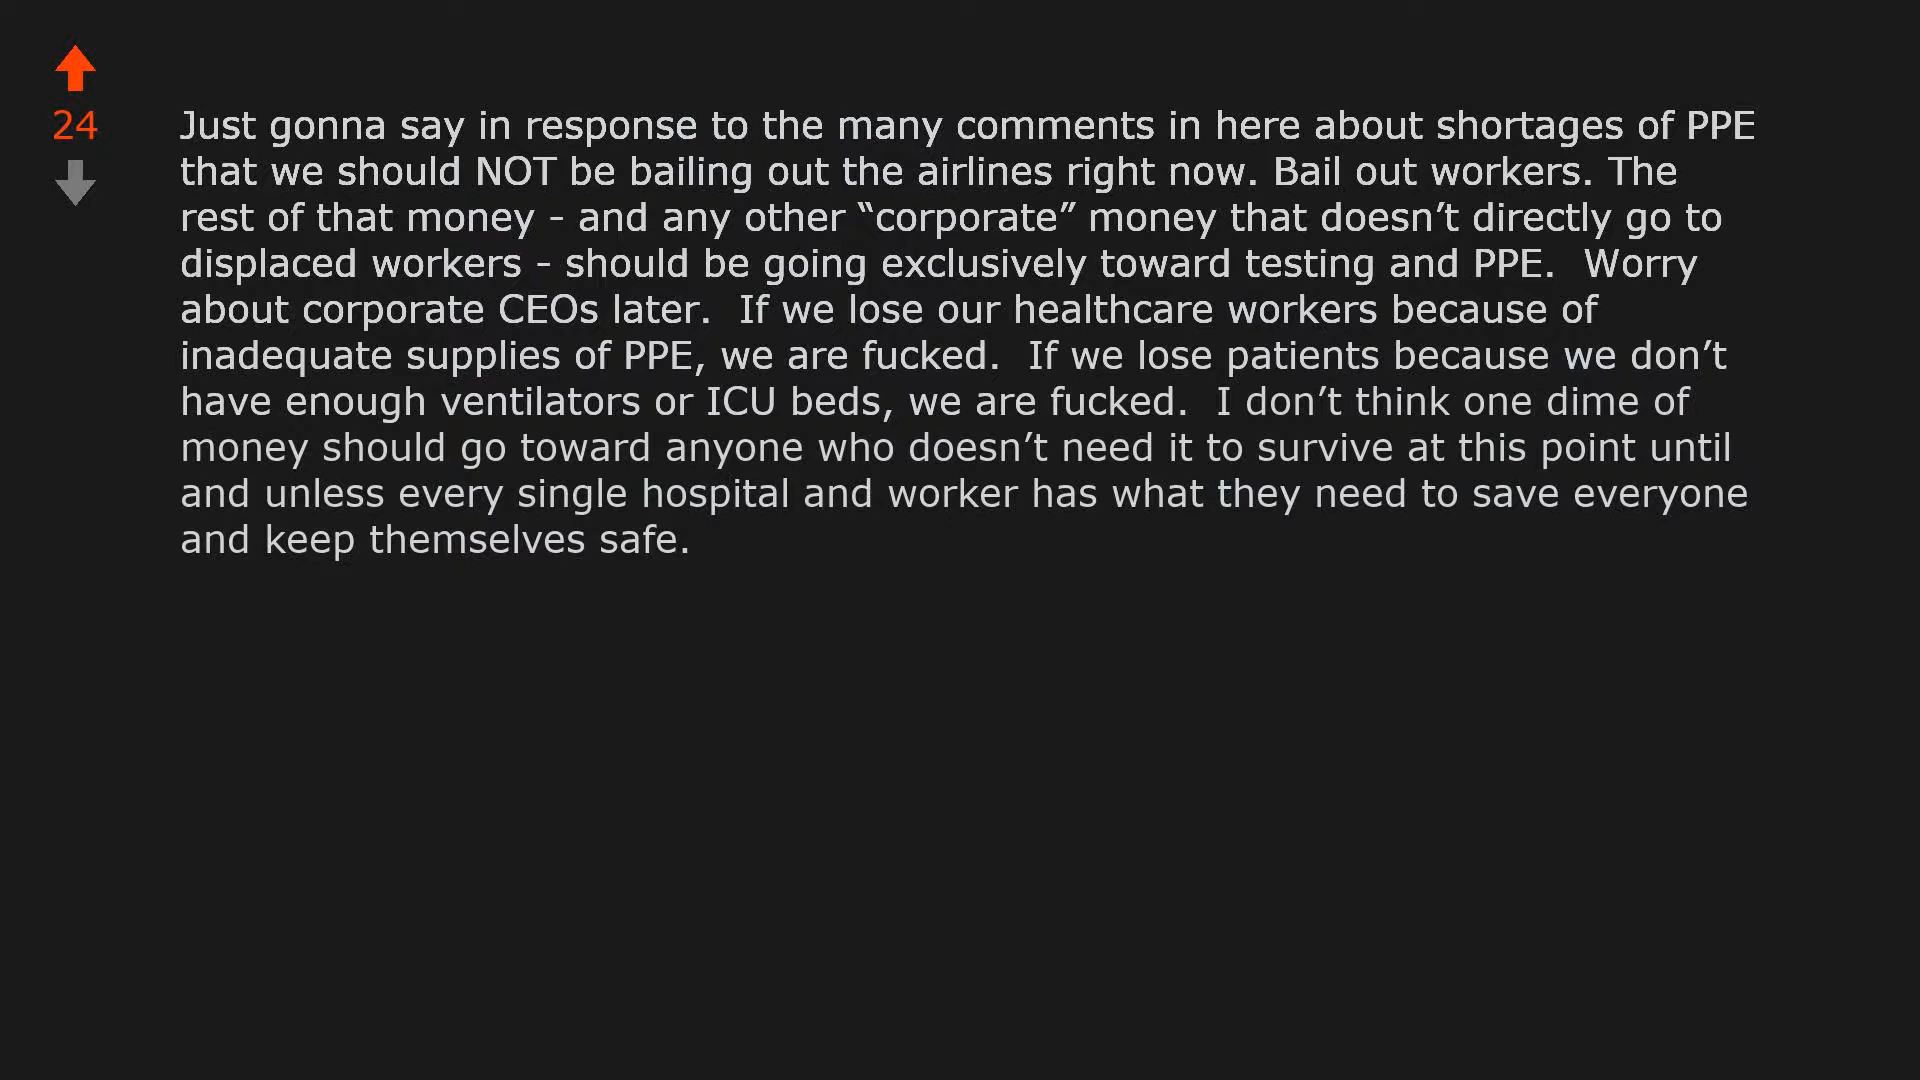 24
Just gonna say in response to the many comments in here about shortages of PPE
that we should NOT be bailing out the airlines right now. Bail out workers. The
rest of that money - and any other “corporate” money that doesn’t directly go to
displaced workers - should be going exclusively toward testing and PPE.  Worry
about corporate CEOs later.  If we lose our healthcare workers because of
inadequate supplies of PPE, we are fucked.  If we lose patients because we don’t
have enough ventilators or ICU beds, we are fucked.  I don’t think one dime of
money should go toward anyone who doesn’t need it to survive at this point until
and unless every single hospital and worker has what they need to save everyone
and keep themselves safe.